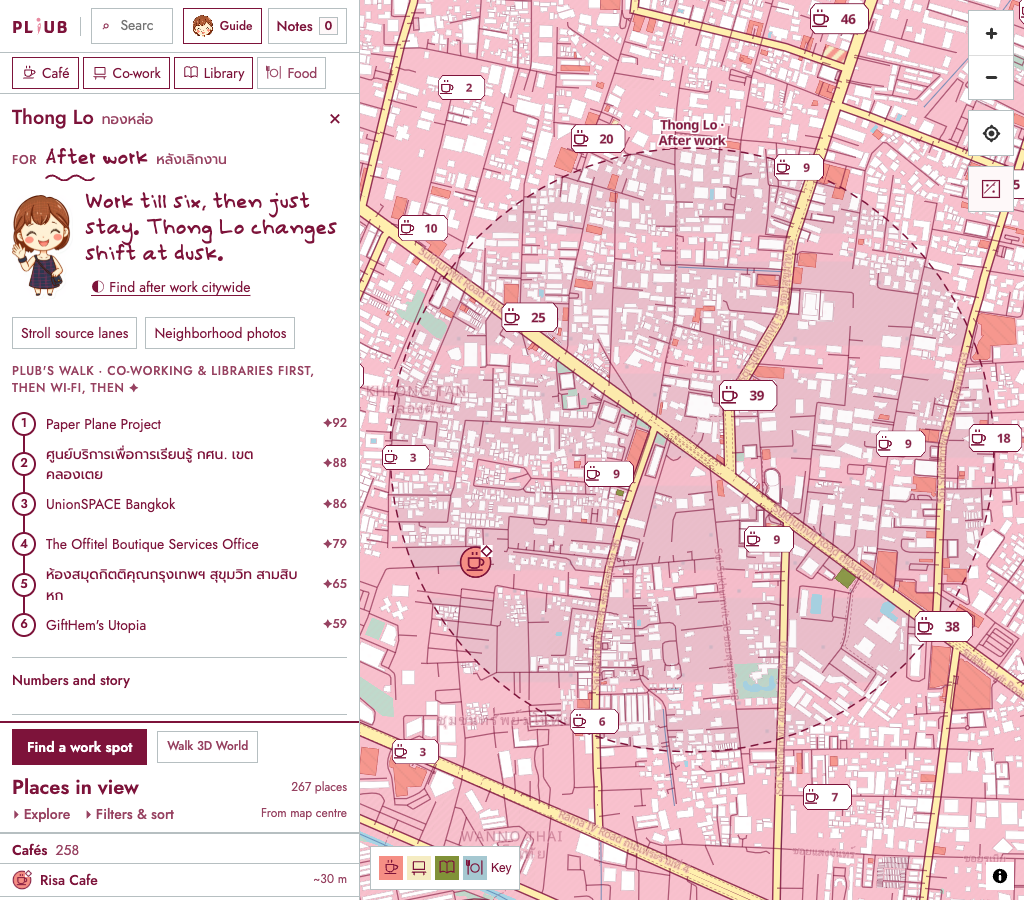 PLUB
Searc
Guide
Notes 0
Café
Co-work
Library
Food
Thong Lo ทองหล่อ
×
FOR After work หลังเลิกงาน
Work till six, then just
stay. Thong Lo changes
shift at dusk.
Find after work citywide
Stroll source lanes
Neighborhood photos
PLUB'S WALK · CO-WORKING & LIBRARIES FIRST,
THEN WI-FI, THEN ✦
1 Paper Plane Project ✦92
2 ศูนย์บริการเพื่อการเรียนรู้ กศน. เขต
คลองเตย ✦88
3 UnionSPACE Bangkok ✦86
4 The Offitel Boutique Services Office ✦79
5 ห้องสมุดกิตติคุณกรุงเทพฯ สุขุมวิท สามสิบ
หก ✦65
6 GiftHem's Utopia ✦59
Numbers and story
Find a work spot
Walk 3D World
Places in view 267 places
Explore
Filters & sort
From map centre
Cafés 258
Risa Cafe ~30 m
46
2
20
Thong Lo ·
After work
9
5
10
25
39
KHLONG TAN
9
18
3
9
9
38
6
3
7
Rama IV Road
WANNO THAI
Key
+
−